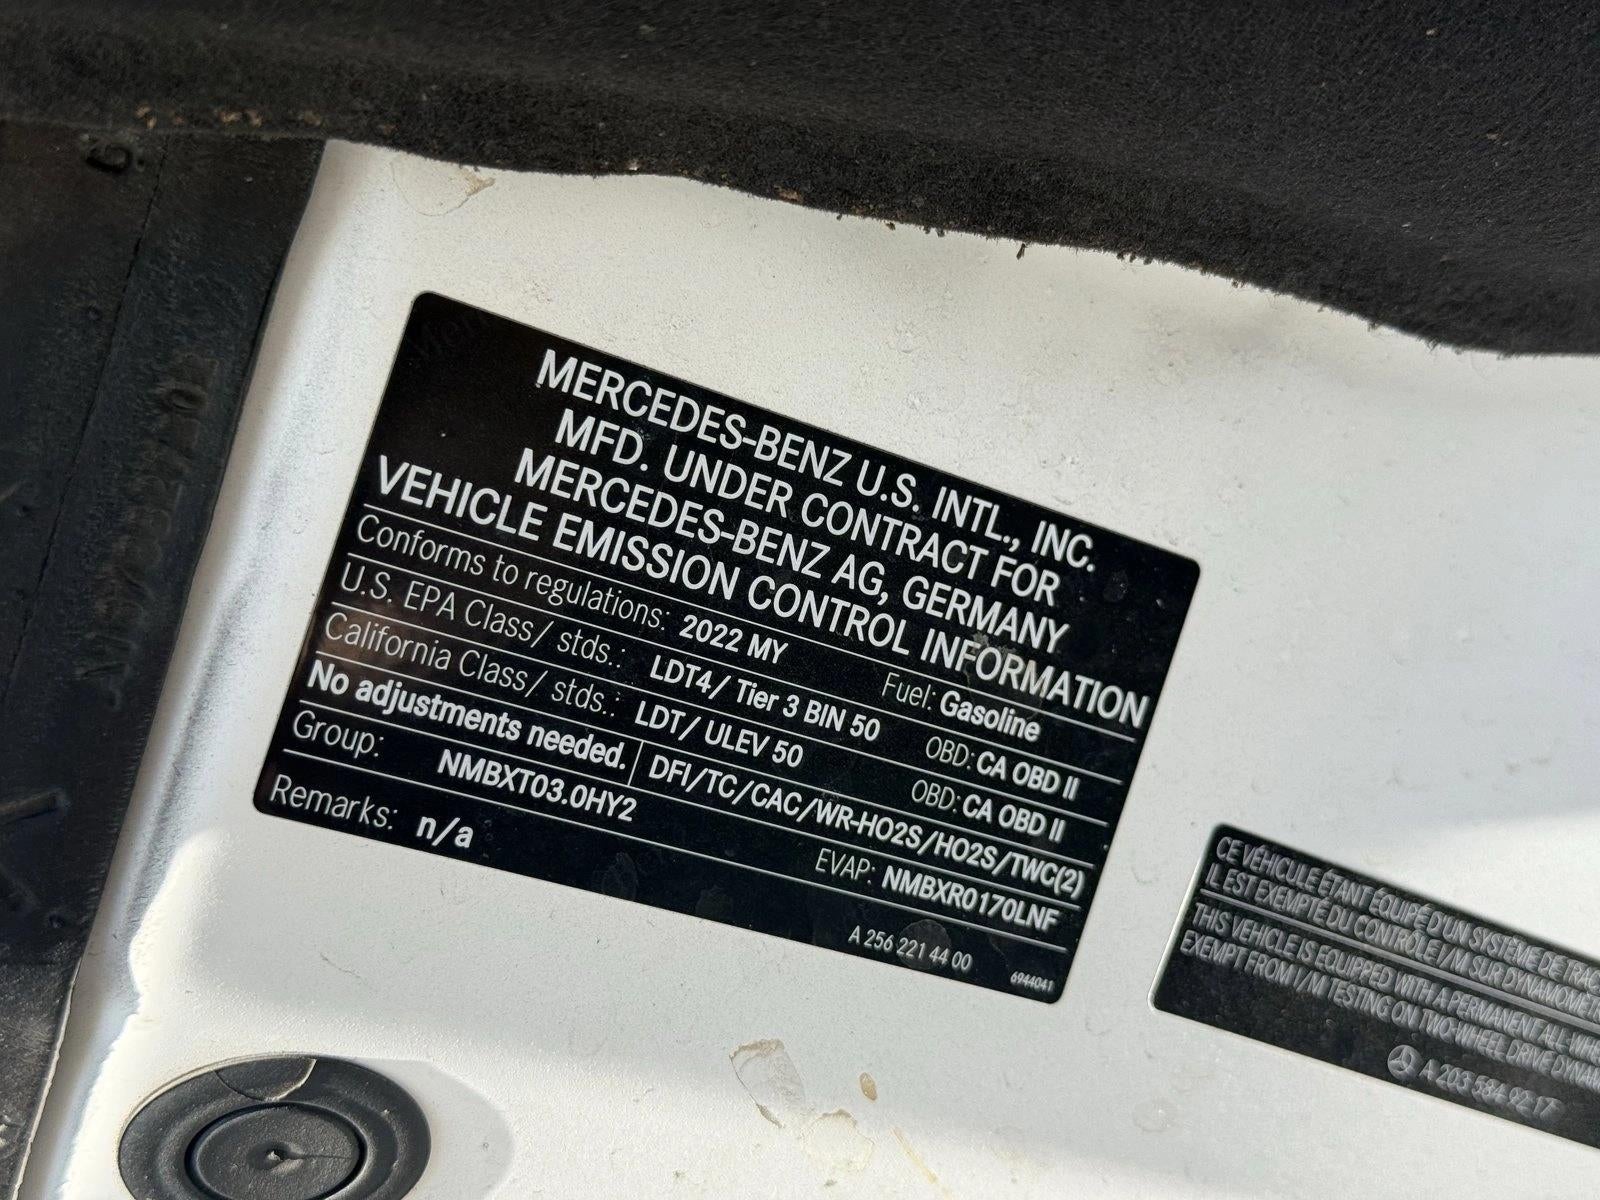 MERCEDES-BENZ U.S. INTL., INC.
MFD. UNDER CONTRACT FOR
MERCEDES-BENZ AG, GERMANY
VEHICLE EMISSION CONTROL INFORMATION
Conforms to regulations: 2022 MY Fuel: Gasoline
U.S. EPA Class/ stds.: LDT4/ Tier 3 BIN 50 OBD: CA OBD II
California Class/ stds.: LDT/ ULEV 50 OBD: CA OBD II
No adjustments needed. DFI/TC/CAC/WR-HO2S/HO2S/TWC(2)
Group: NMBXT03.0HY2 EVAP: NMBXR0170LNF
Remarks: n/a
A 256 221 44 00
6944041
CE VÉHICULE ÉTANT ÉQUIPÉ D'UN SYSTÈME DE
IL EST EXEMPTÉ DU CONTRÔLE I/M SUR
THIS VEHICLE IS EQUIPPED WITH A PERMANENT ALL
EXEMPT FROM I/M TESTING ON TWO-WHEEL DRIVE
A 203 584 92 17